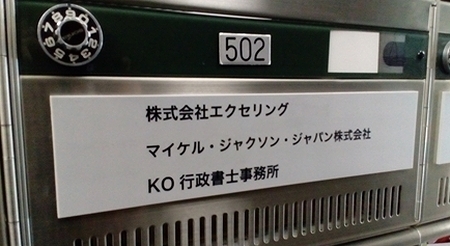 502
株式会社エクセリング
マイケル・ジャクソン・ジャパン株式会社
KO 行政書士事務所